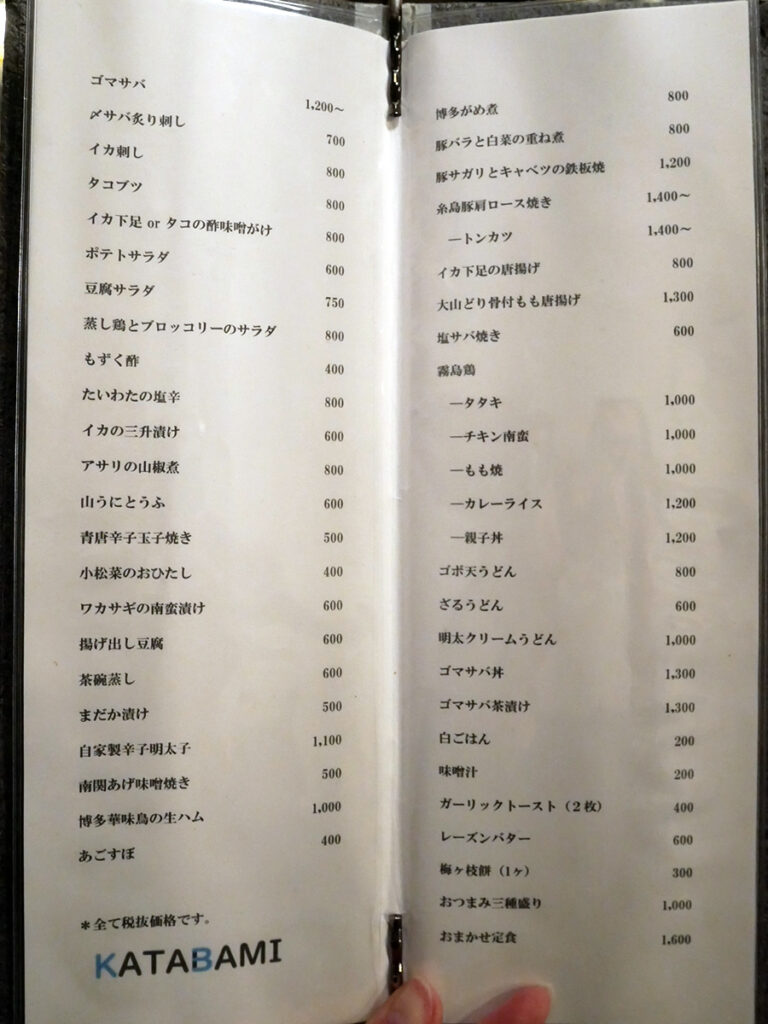 ゴマサバ 1,200～
〆サバ炙り刺し 700
イカ刺し 800
タコブツ 800
イカ下足 or タコの酢味噌がけ 800
ポテトサラダ 600
豆腐サラダ 750
蒸し鶏とブロッコリーのサラダ 800
もずく酢 400
たいわたの塩辛 800
イカの三升漬け 600
アサリの山椒煮 800
山うにとうふ 600
青唐辛子玉子焼き 500
小松菜のおひたし 400
ワカサギの南蛮漬け 600
揚げ出し豆腐 600
茶碗蒸し 600
まだか漬け 500
自家製辛子明太子 1,100
南関あげ味噌焼き 500
博多華味鳥の生ハム 1,000
あごすぼ 400
＊全て税抜価格です。
KATABAMI
博多がめ煮 800
豚バラと白菜の重ね煮 800
豚サガリとキャベツの鉄板焼 1,200
糸島豚肩ロース焼き 1,400～
―トンカツ 1,400～
イカ下足の唐揚げ 800
大山どり骨付もも唐揚げ 1,300
塩サバ焼き 600
霧島鶏
―タタキ 1,000
―チキン南蛮 1,000
―もも焼 1,000
―カレーライス 1,200
―親子丼 1,200
ゴボ天うどん 800
ざるうどん 600
明太クリームうどん 1,000
ゴマサバ丼 1,300
ゴマサバ茶漬け 1,300
白ごはん 200
味噌汁 200
ガーリックトースト（２枚） 400
レーズンバター 600
梅ヶ枝餅（1ヶ） 300
おつまみ三種盛り 1,000
おまかせ定食 1,600